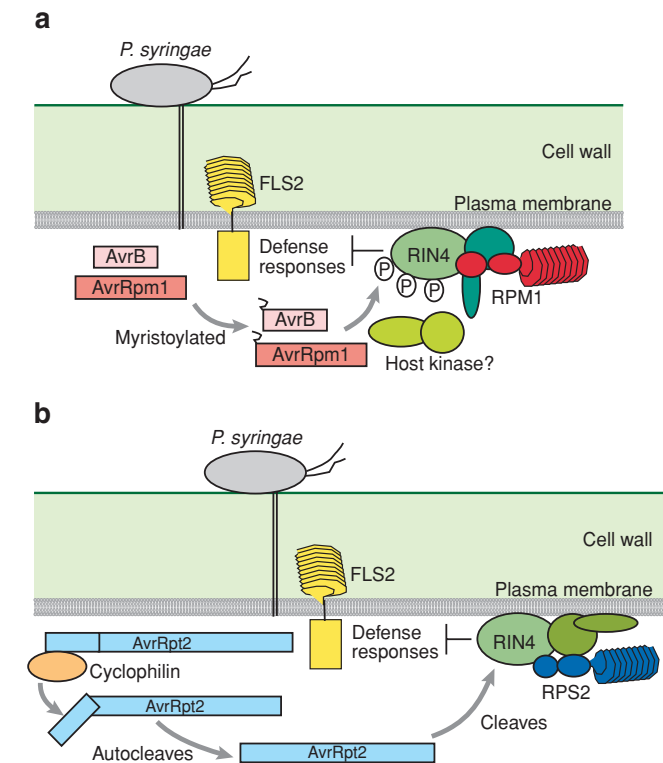 a
P. syringae
Cell wall
FLS2
Plasma membrane
AvrB
AvrRpm1
Defense
responses
RIN4
P
P
P
RPM1
Myristoylated
AvrB
AvrRpm1
Host kinase?
b
P. syringae
Cell wall
FLS2
Plasma membrane
AvrRpt2
Cyclophilin
Defense
responses
RIN4
RPS2
AvrRpt2
Cleaves
Autocleaves
AvrRpt2